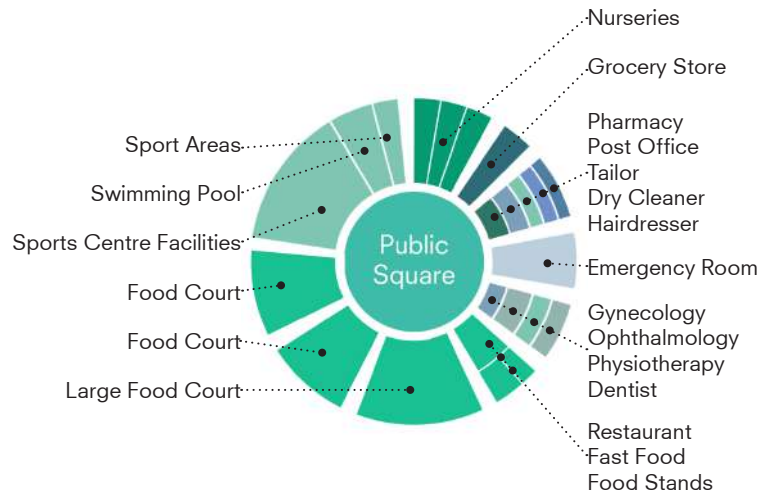 Nurseries
Grocery Store
Pharmacy
Post Office
Tailor
Dry Cleaner
Hairdresser
Emergency Room
Gynecology
Ophthalmology
Physiotherapy
Dentist
Restaurant
Fast Food
Food Stands
Sport Areas
Swimming Pool
Sports Centre Facilities
Food Court
Food Court
Large Food Court
Public
Square